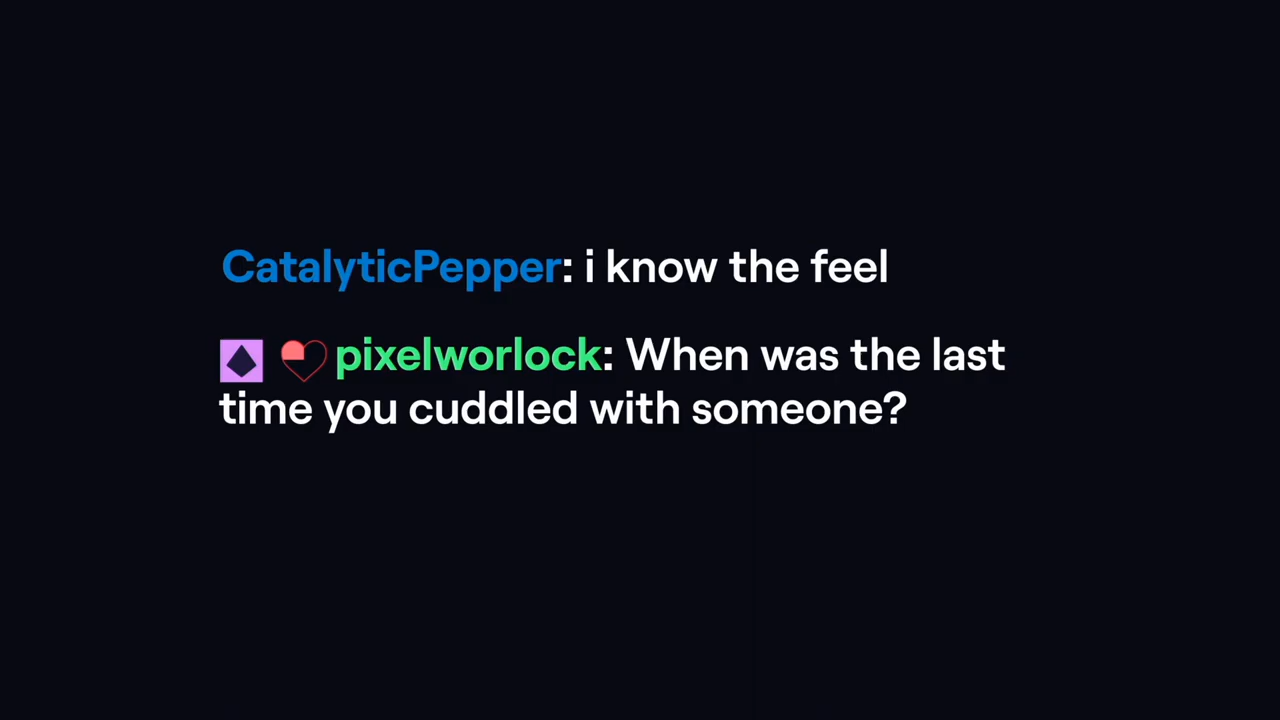 CatalyticPepper: i know the feel
pixelworlock: When was the last
time you cuddled with someone?